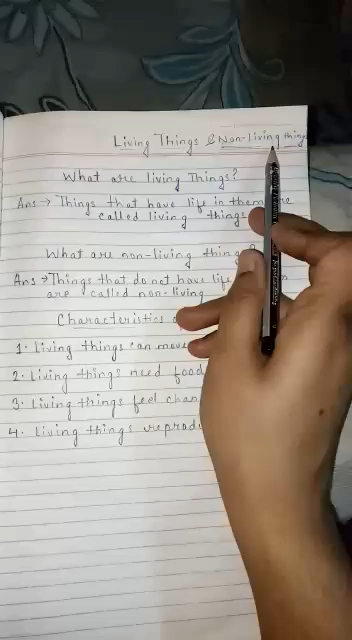 Living Things & Non-living things
What are living Things?
Ans → Things that have life in them are
called living things
What are non-living things?
Ans → Things that do not have life
are called non-living
Characteristics
1. Living things can move
2. Living things need food
3. Living things feel
4. Living things